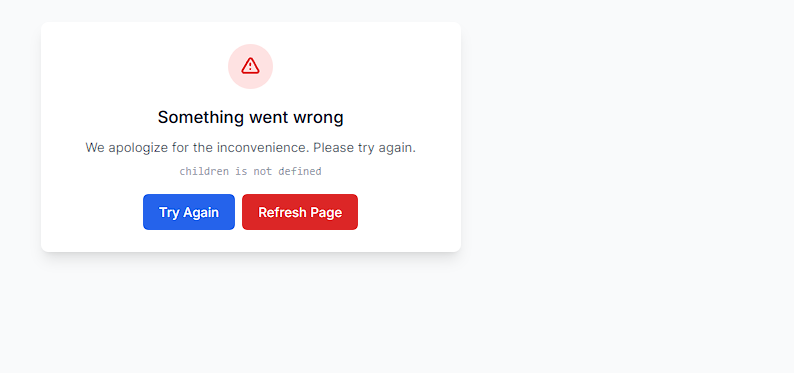 Something went wrong
We apologize for the inconvenience. Please try again.
children is not defined
Try Again Refresh Page